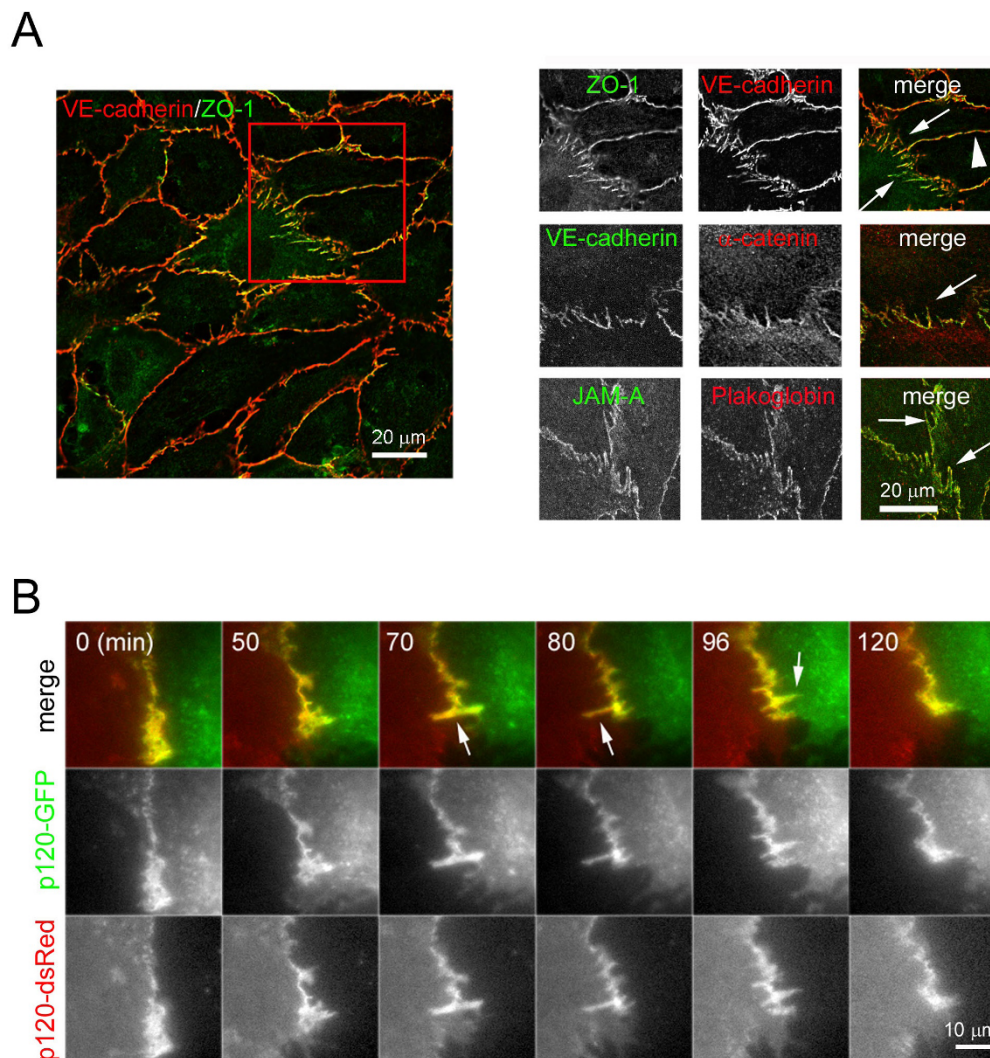 A
VE-cadherin/ZO-1
20 μm
ZO-1
VE-cadherin
merge
VE-cadherin
α-catenin
merge
JAM-A
Plakoglobin
merge
20 μm
B
merge
0 (min)
50
70
80
96
120
p120-GFP
p120-dsRed
10 μm